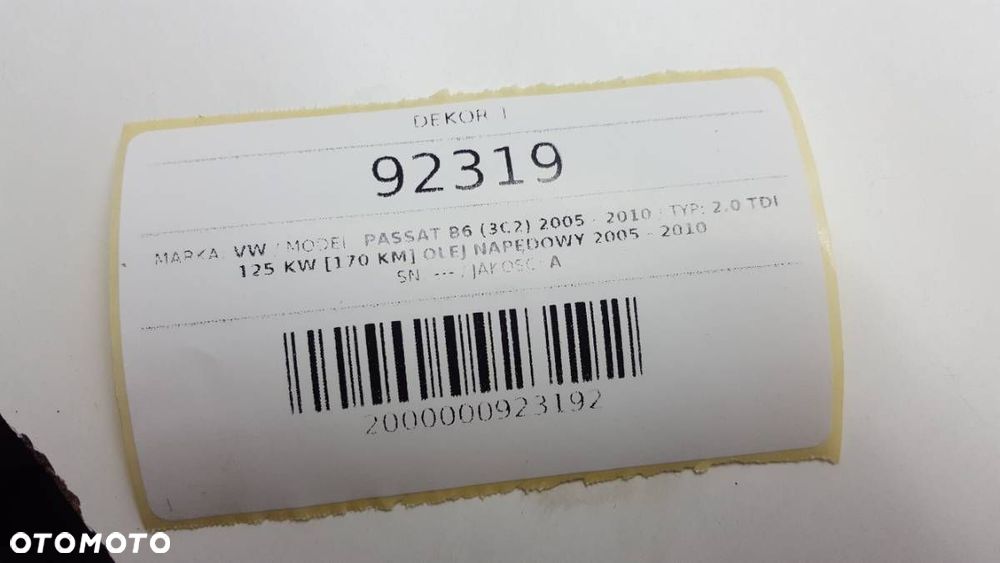 DEKOR
92319
MARKA: VW / MODEL: PASSAT B6 (3C2) 2005 - 2010 / TYP: 2.0 TDI
125 KW [170 KM] OLEJ NAPĘDOWY 2005 - 2010
SN: --- / JAKOŚĆ: A
2000000923192
OTOMOTO